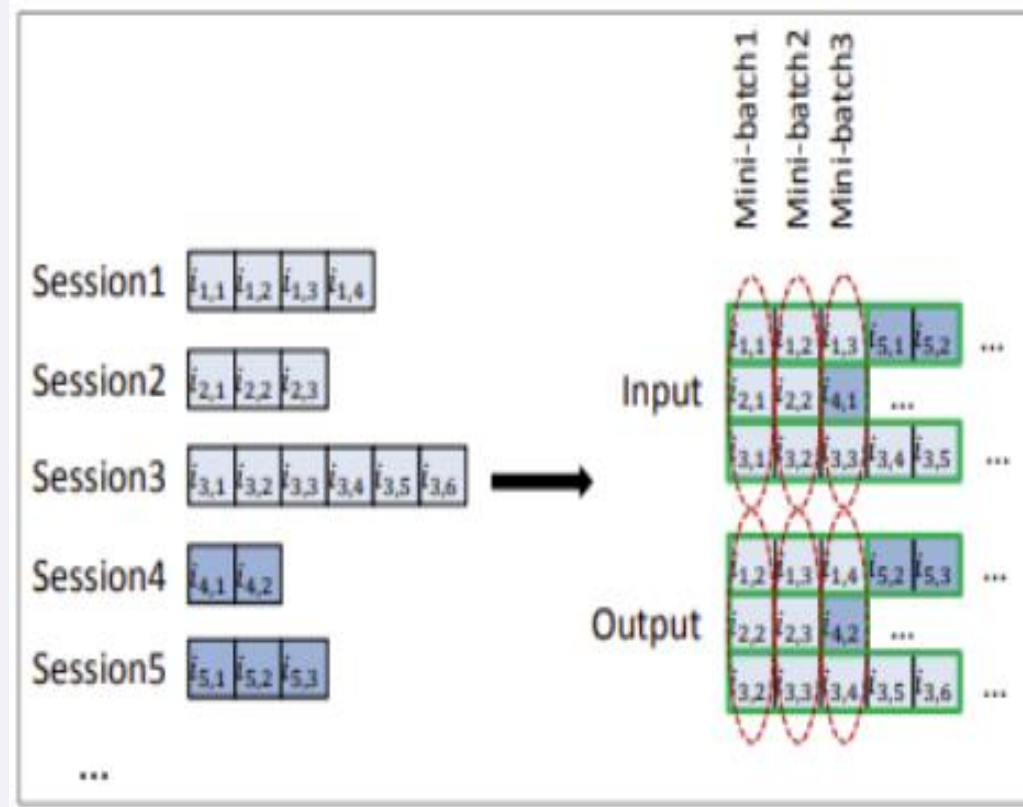 Mini-batch1
Mini-batch2
Mini-batch3
Session1 i1,1 i1,2 i1,3 i1,4
Session2 i2,1 i2,2 i2,3
Session3 i3,1 i3,2 i3,3 i3,4 i3,5 i3,6
Session4 i4,1 i4,2
Session5 i5,1 i5,2 i5,3
...
i1,1 i1,2 i1,3 i5,1 i5,2 ...
Input i2,1 i2,2 i4,1 ...
i3,1 i3,2 i3,3 i3,4 i3,5 ...
i1,2 i1,3 i1,4 i5,2 i5,3 ...
Output i2,2 i2,3 i4,2 ...
i3,2 i3,3 i3,4 i3,5 i3,6 ...